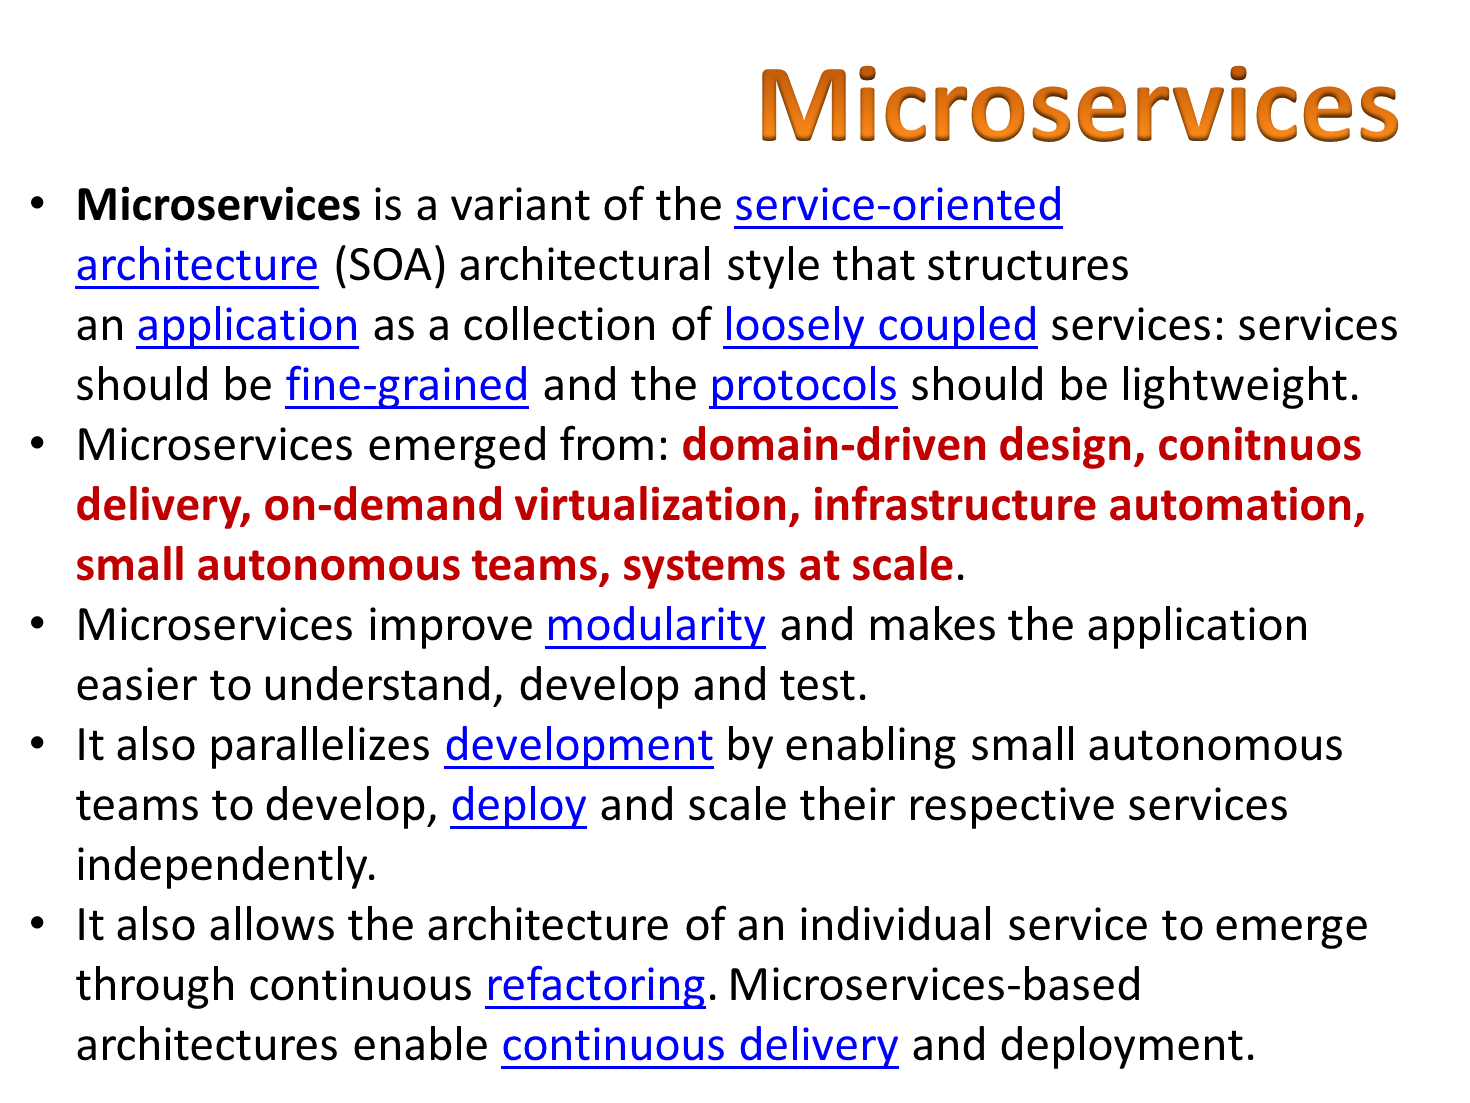 Microservices
• Microservices is a variant of the service-oriented
architecture (SOA) architectural style that structures
an application as a collection of loosely coupled services: services
should be fine-grained and the protocols should be lightweight.
• Microservices emerged from: domain-driven design, conitnuos
delivery, on-demand virtualization, infrastructure automation,
small autonomous teams, systems at scale.
• Microservices improve modularity and makes the application
easier to understand, develop and test.
• It also parallelizes development by enabling small autonomous
teams to develop, deploy and scale their respective services
independently.
• It also allows the architecture of an individual service to emerge
through continuous refactoring. Microservices-based
architectures enable continuous delivery and deployment.